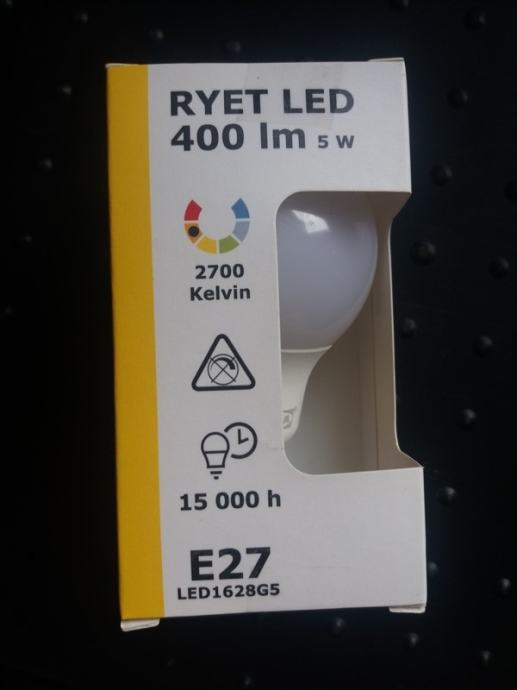 RYET LED
400 lm 5 W
2700
Kelvin
15 000 h
E27
LED1628G5